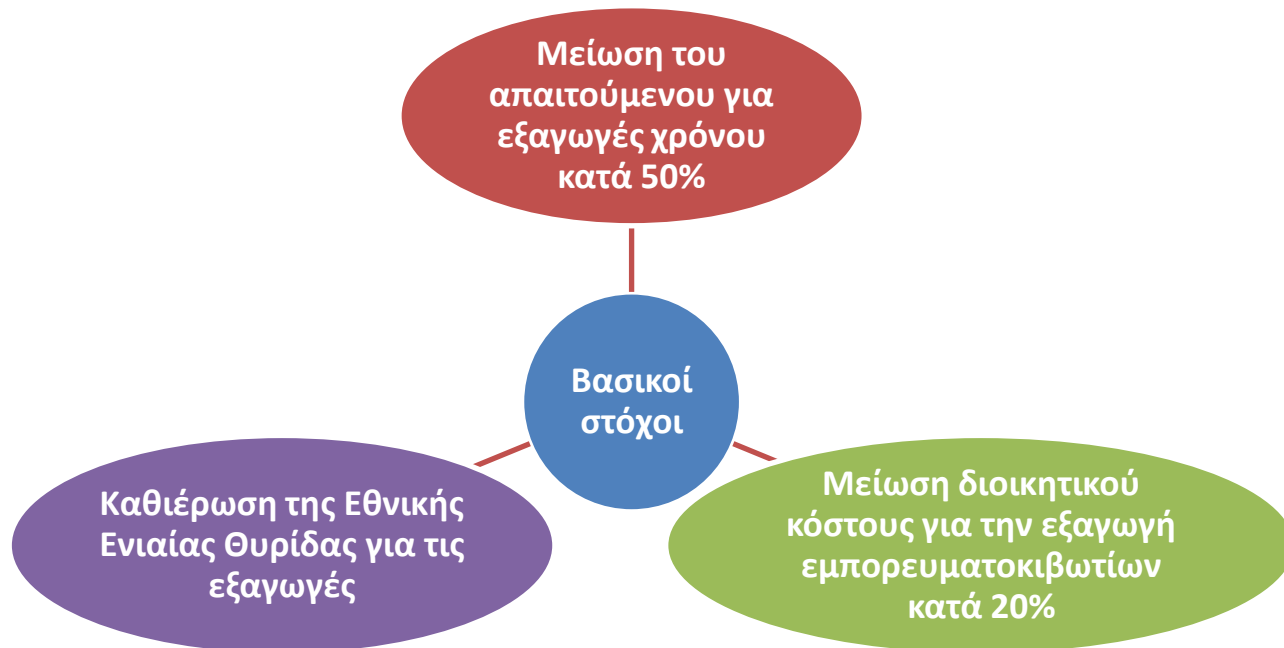 Μείωση του
απαιτούμενου για
εξαγωγές χρόνου
κατά 50%
Βασικοί
στόχοι
Καθιέρωση της Εθνικής
Ενιαίας Θυρίδας για τις
εξαγωγές
Μείωση διοικητικού
κόστους για την εξαγωγή
εμπορευματοκιβωτίων
κατά 20%